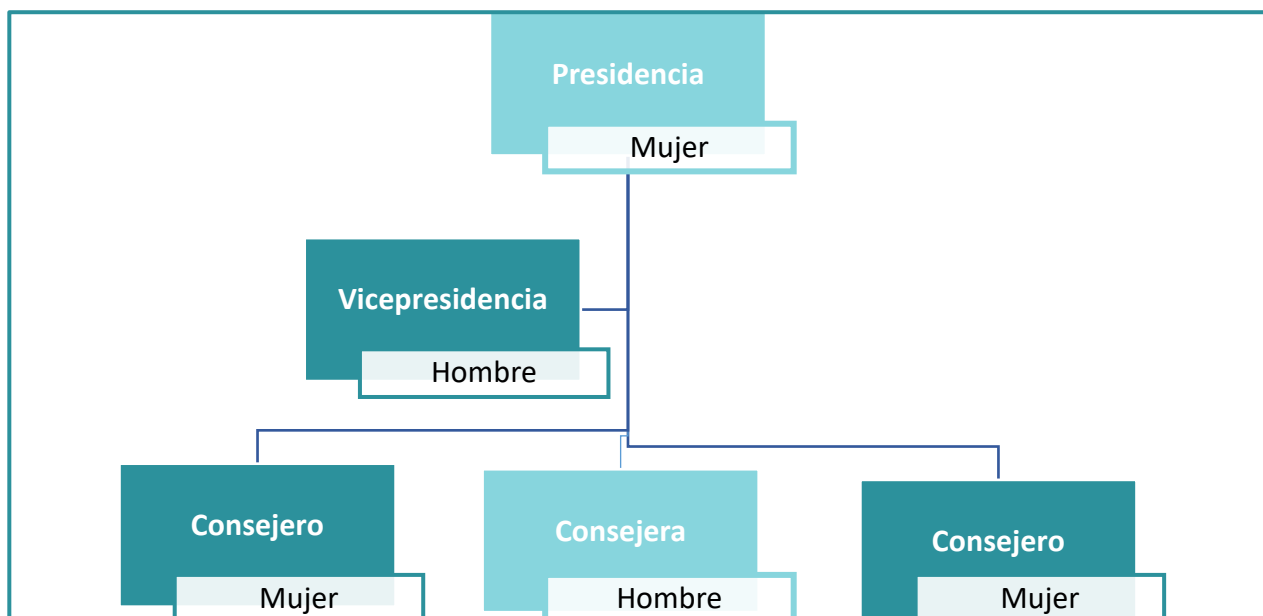 Presidencia
Mujer
Vicepresidencia
Hombre
Consejero
Mujer
Consejera
Hombre
Consejero
Mujer